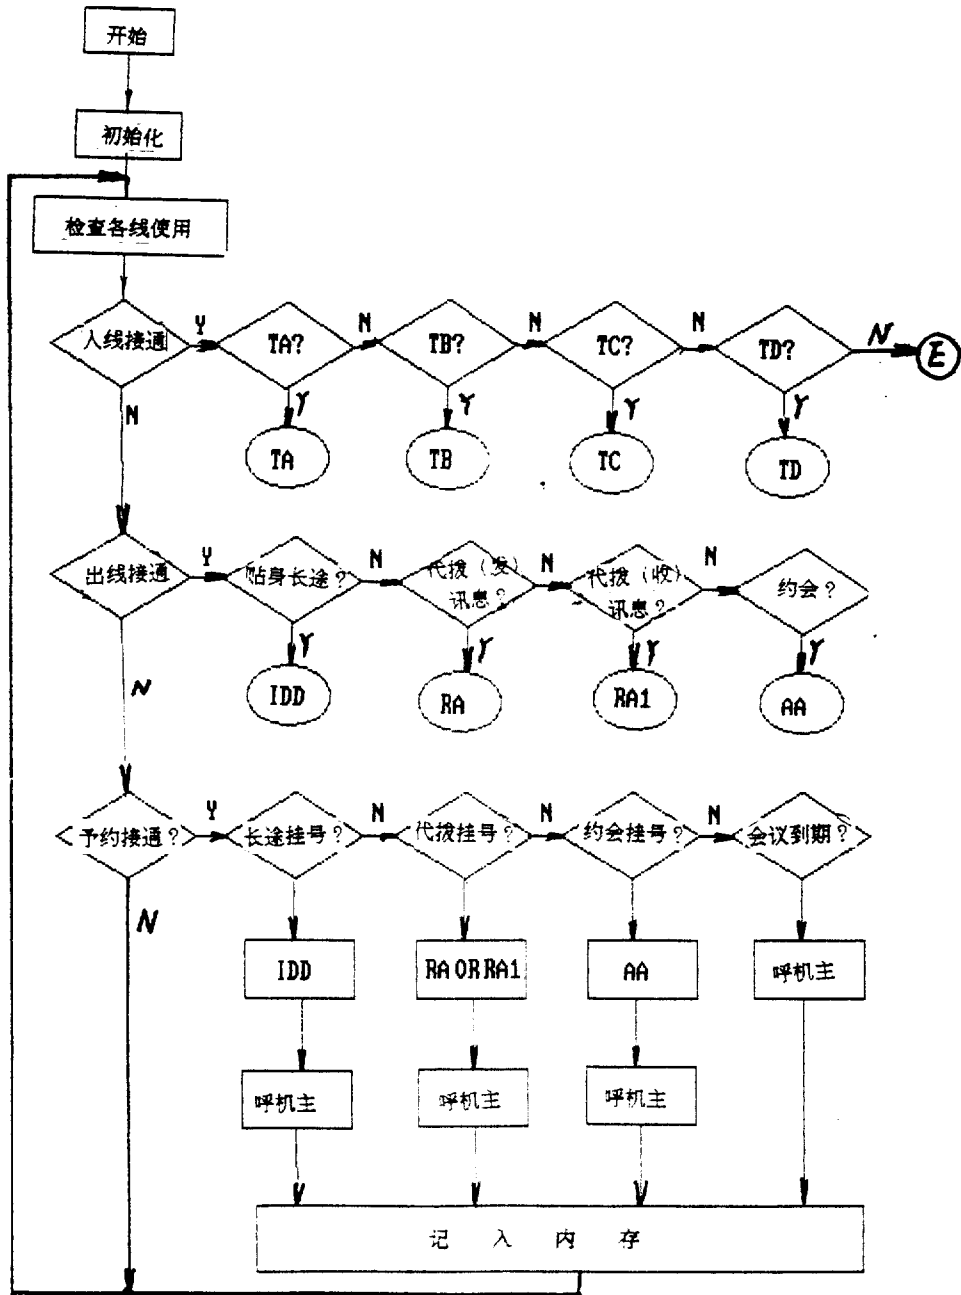 开始
初始化
检查各线使用
入线接通 Y TA? N TB? N TC? N TD? N E
N Y Y Y Y
TA TB TC TD
出线接通 Y 贴身长途? N 代拨(发)讯息? N 代拨(收)讯息? N 约会?
N Y Y Y Y
IDD RA RA1 AA
予约接通? Y 长途挂号? N 代拨挂号? N 约会挂号? N 会议到期?
N
IDD RA OR RA1 AA 呼机主
呼机主 呼机主 呼机主
记入内存